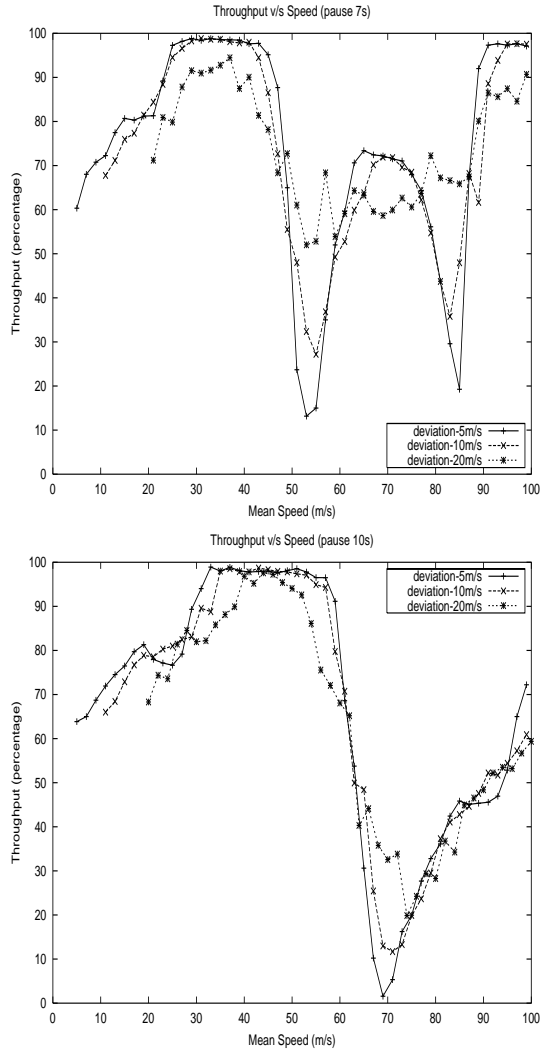 Throughput v/s Speed (pause 7s)
100
90
80
70
60
50
40
30
20
10
0
Throughput (percentage)
deviation-5m/s
deviation-10m/s
deviation-20m/s
0 10 20 30 40 50 60 70 80 90 100
Mean Speed (m/s)
Throughput v/s Speed (pause 10s)
100
90
80
70
60
50
40
30
20
10
0
Throughput (percentage)
deviation-5m/s
deviation-10m/s
deviation-20m/s
0 10 20 30 40 50 60 70 80 90 100
Mean Speed (m/s)